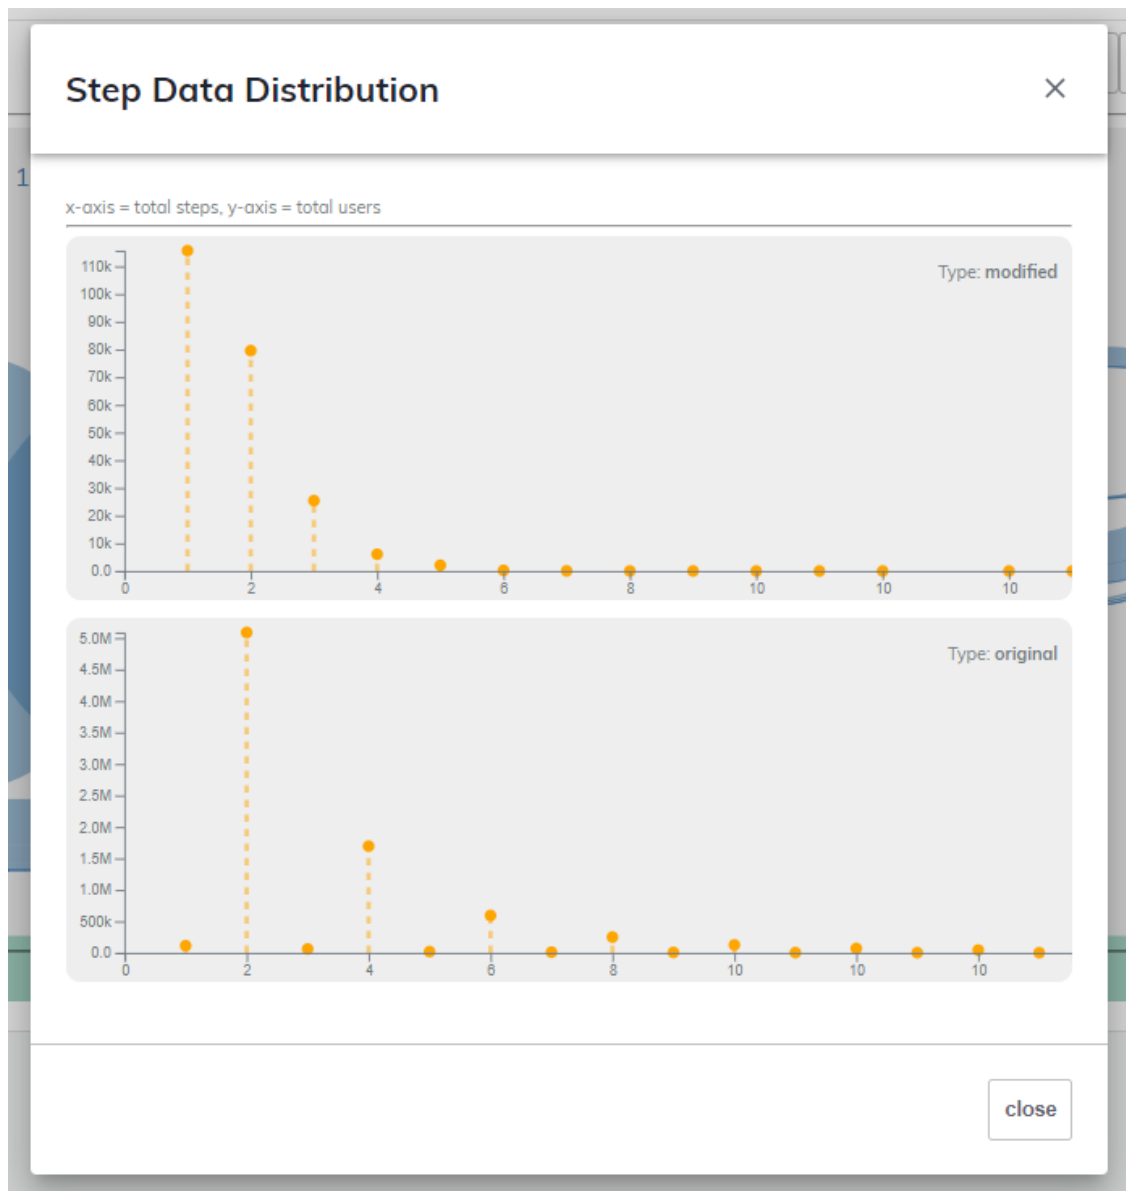 Step Data Distribution
1
x-axis = total steps, y-axis = total users
Type: modified
110k
100k
90k
80k
70k
60k
50k
40k
30k
20k
10k
0.0
0 2 4 6 8 10 10 10
Type: original
5.0M
4.5M
4.0M
3.5M
3.0M
2.5M
2.0M
1.5M
1.0M
500k
0.0
0 2 4 6 8 10 10 10
close